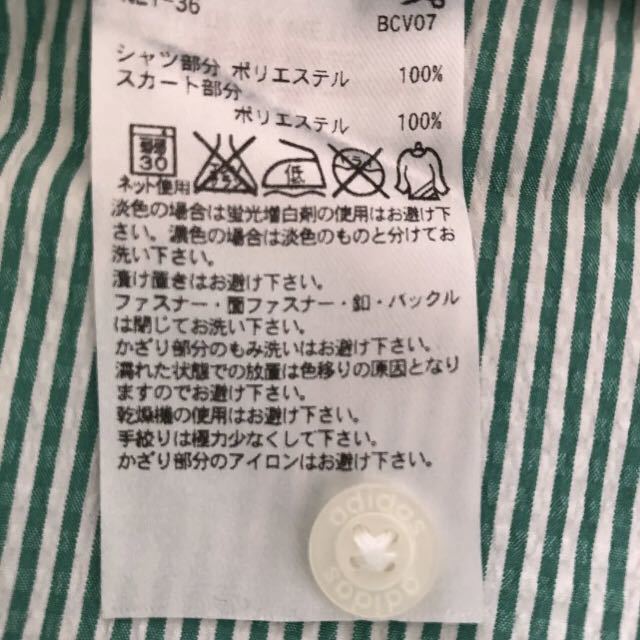 BCV07
シャツ部分 ポリエステル 100%
スカート部分
ポリエステル 100%
30
低
ネット使用
淡色の場合は蛍光増白剤の使用はお避け下
さい。濃色の場合は淡色のものと分けてお
洗い下さい。
漬け置きはお避け下さい。
ファスナー・面ファスナー・釦・バックル
は閉じてお洗い下さい。
かざり部分のもみ洗いはお避け下さい。
濡れた状態での放置は色移りの原因となり
ますのでお避け下さい。
乾燥機の使用はお避け下さい。
手絞りは極力少なくして下さい。
かざり部分のアイロンはお避け下さい。
adidas
adidas